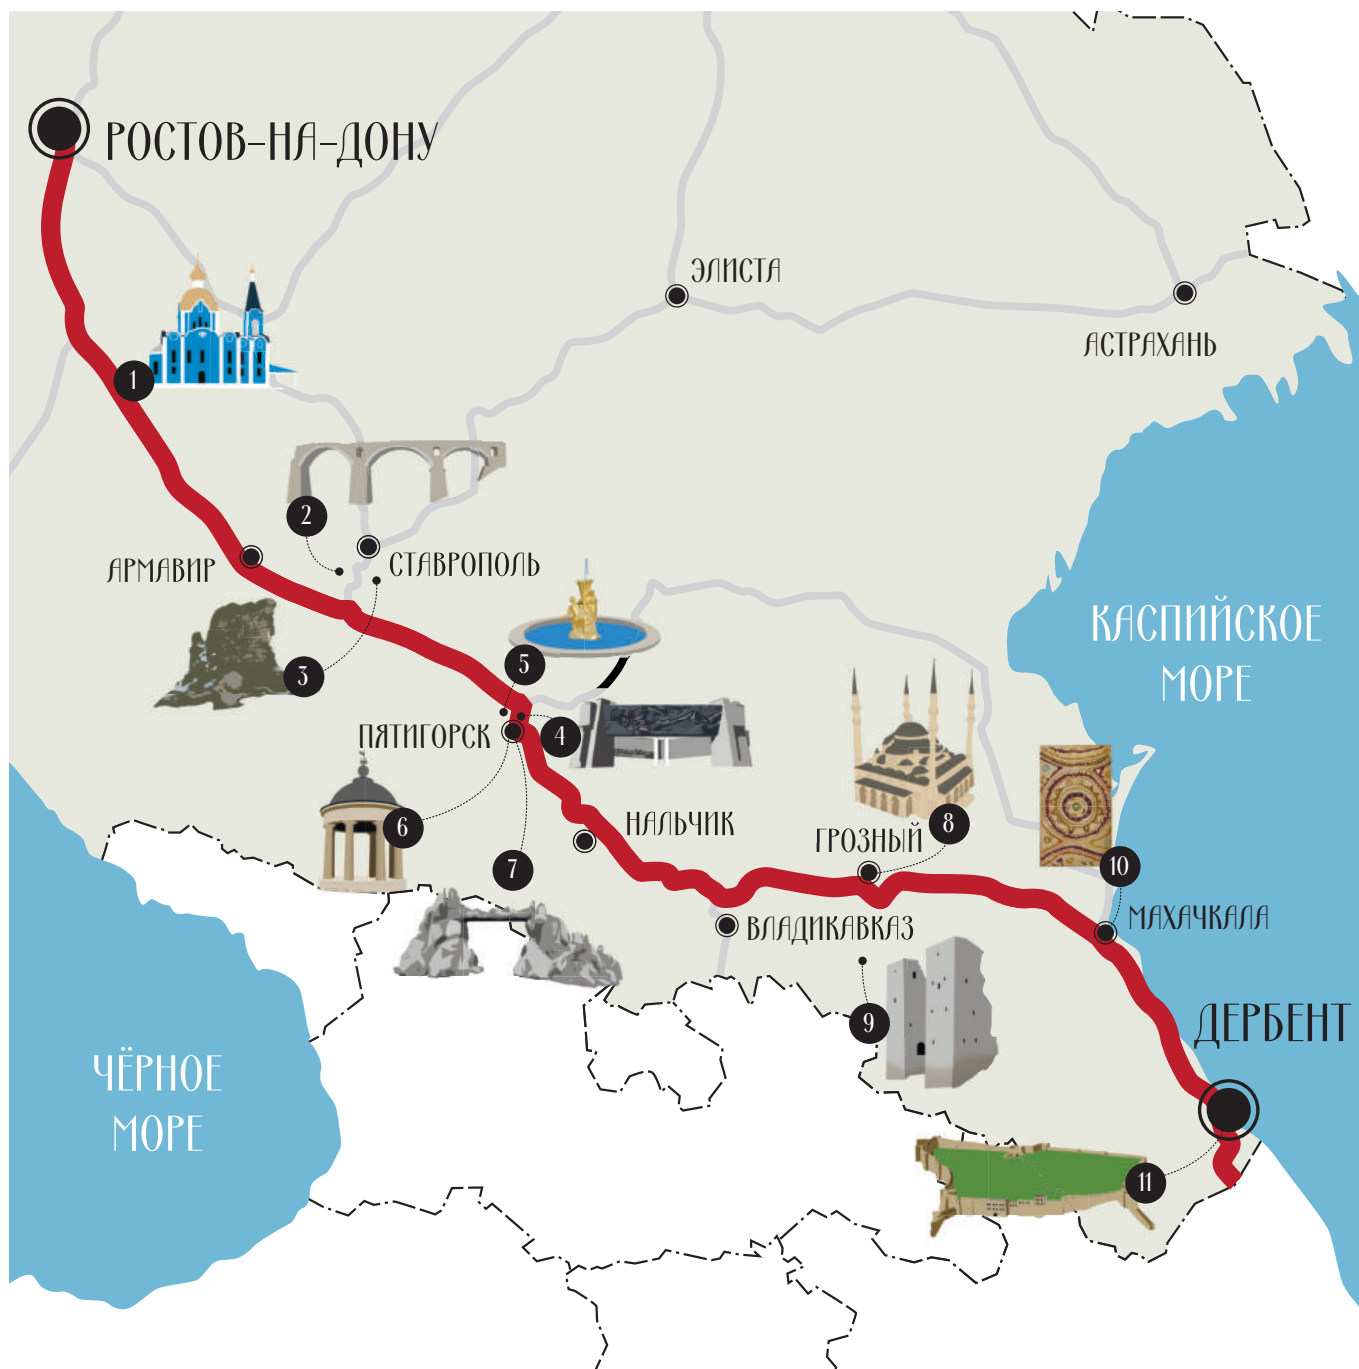 РОСТОВ-НА-ДОНУ
ЭЛИСТА
АСТРАХАНЬ
1
2
АРМАВИР
СТАВРОПОЛЬ
КАСПИЙСКОЕ
МОРЕ
3
5
ПЯТИГОРСК
4
6
НАЛЬЧИК
7
ГРОЗНЫЙ
8
10
ВЛАДИКАВКАЗ
МАХАЧКАЛА
9
ДЕРБЕНТ
ЧЁРНОЕ
МОРЕ
11